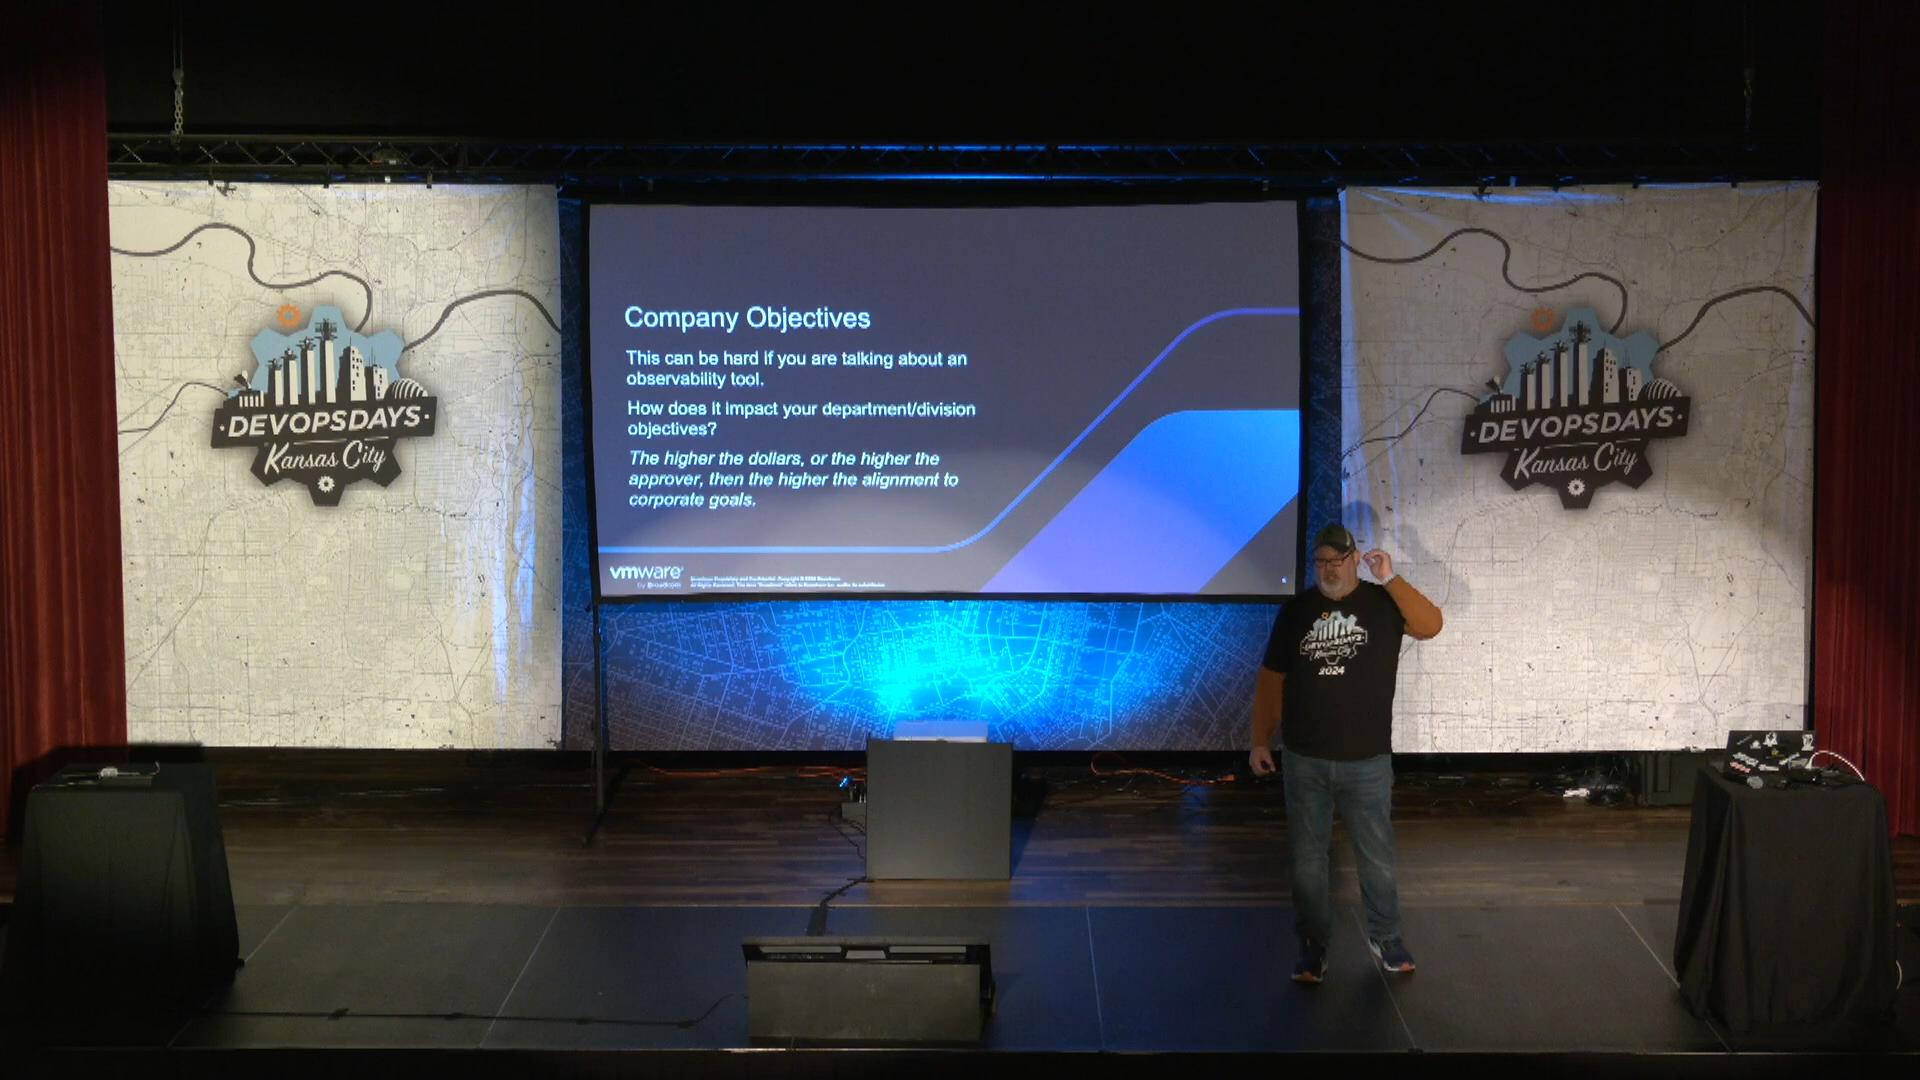 ·DEVOPSDAYS·
Kansas City
Company Objectives
This can be hard if you are talking about an
observability tool.
How does it impact your department/division
objectives?
The higher the dollars, or the higher the
approver, then the higher the alignment to
corporate goals.
vmware
by Broadcom
·DEVOPSDAYS·
Kansas City
DEVOPSDAYS
Kansas City
2024